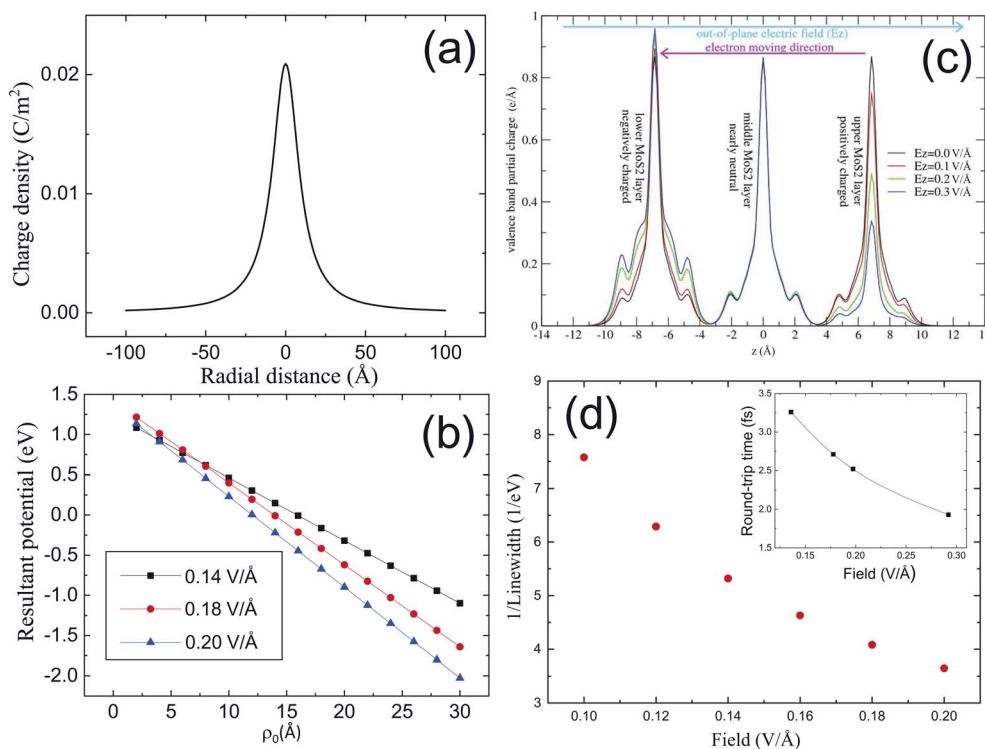 (a)
Charge density (C/m²)
0.02
0.01
0.00
-100
-50
0
50
100
Radial distance (Å)
(c)
out-of-plane electric field (Ez)
electron moving direction
valence band partial charge (e/Å)
1
0.8
0.6
0.4
0.2
0
lower MoS2 layer
negatively charged
middle MoS2 layer
nearly neutral
upper MoS2 layer
positively charged
Ez=0.0 V/Å
Ez=0.1 V/Å
Ez=0.2 V/Å
Ez=0.3 V/Å
-14
-12
-10
-8
-6
-4
-2
0
2
4
6
8
10
12
14
z (Å)
(b)
Resultant potential (eV)
1.5
1.0
0.5
0.0
-0.5
-1.0
-1.5
-2.0
0.14 V/Å
0.18 V/Å
0.20 V/Å
0
5
10
15
20
25
30
ρ₀(Å)
(d)
1/Linewidth (1/eV)
9
8
7
6
5
4
3
0.10
0.12
0.14
0.16
0.18
0.20
Field (V/Å)
Round-trip time (fs)
3.5
3.0
2.5
2.0
1.5
0.15
0.20
0.25
0.30
Field (V/Å)